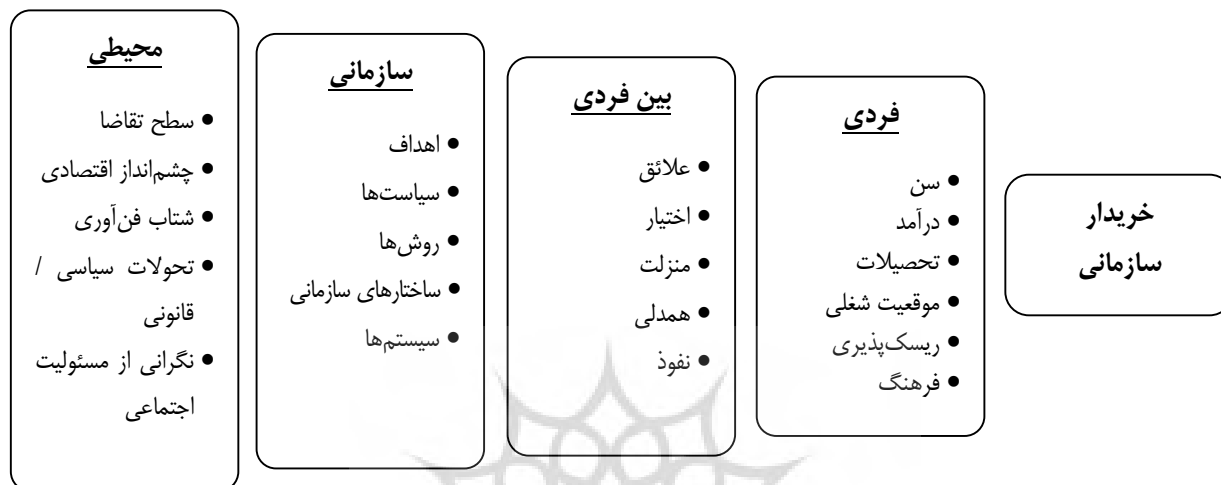 خریدار
سازمانی
فردی
● سن
● درآمد
● تحصیلات
● موقعیت شغلی
● ریسک‌پذیری
● فرهنگ
بین فردی
● علائق
● اختیار
● منزلت
● همدلی
● نفوذ
سازمانی
● اهداف
● سیاست‌ها
● روش‌ها
● ساختارهای سازمانی
● سیستم‌ها
محیطی
● سطح تقاضا
● چشم‌انداز اقتصادی
● شتاب فن‌آوری
● تحولات سیاسی /
قانونی
● نگرانی از مسئولیت
اجتماعی